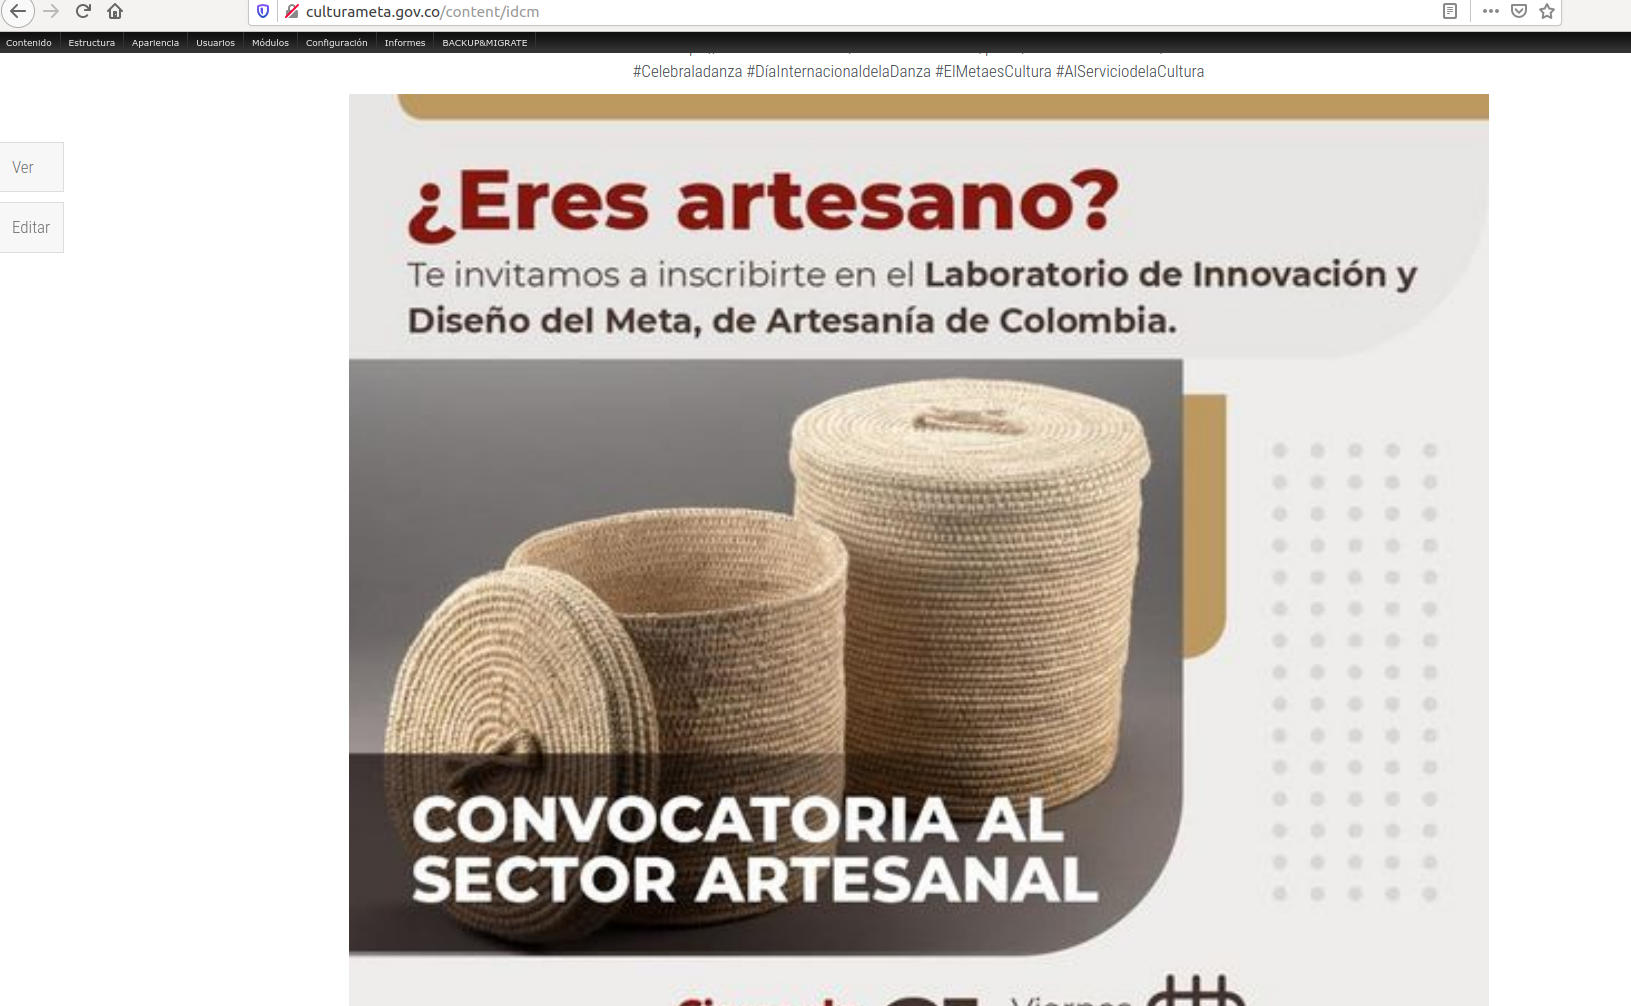 culturameta.gov.co/content/idcm
Contenido Estructura Apariencia Usuarios Módulos Configuración Informes BACKUP&MIGRATE
#Celebraladanza #DíaInternacionaldelaDanza #ElMetaesCultura #AlServiciodelaCultura
Ver
Editar
¿Eres artesano?
Te invitamos a inscribirte en el Laboratorio de Innovación y
Diseño del Meta, de Artesanía de Colombia.
CONVOCATORIA AL
SECTOR ARTESANAL
Viernes